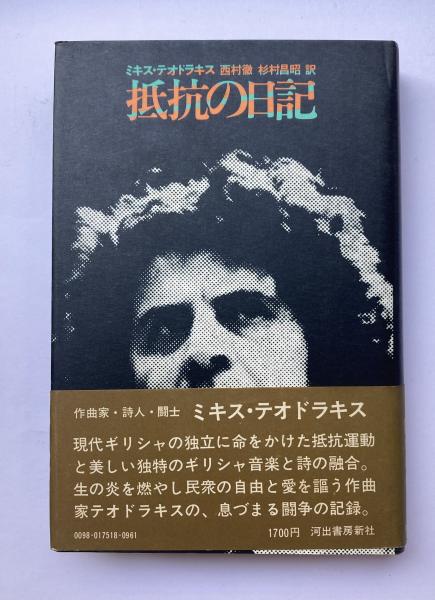 ミキス・テオドラキス 西村徹 杉村昌昭 訳
抵抗の日記
作曲家・詩人・闘士 ミキス・テオドラキス
現代ギリシャの独立に命をかけた抵抗運動
と美しい独特のギリシャ音楽と詩の融合。
生の炎を燃やし民衆の自由と愛を謳う作曲
家テオドラキスの、息づまる闘争の記録。
0098-017518-0961 1700円 河出書房新社